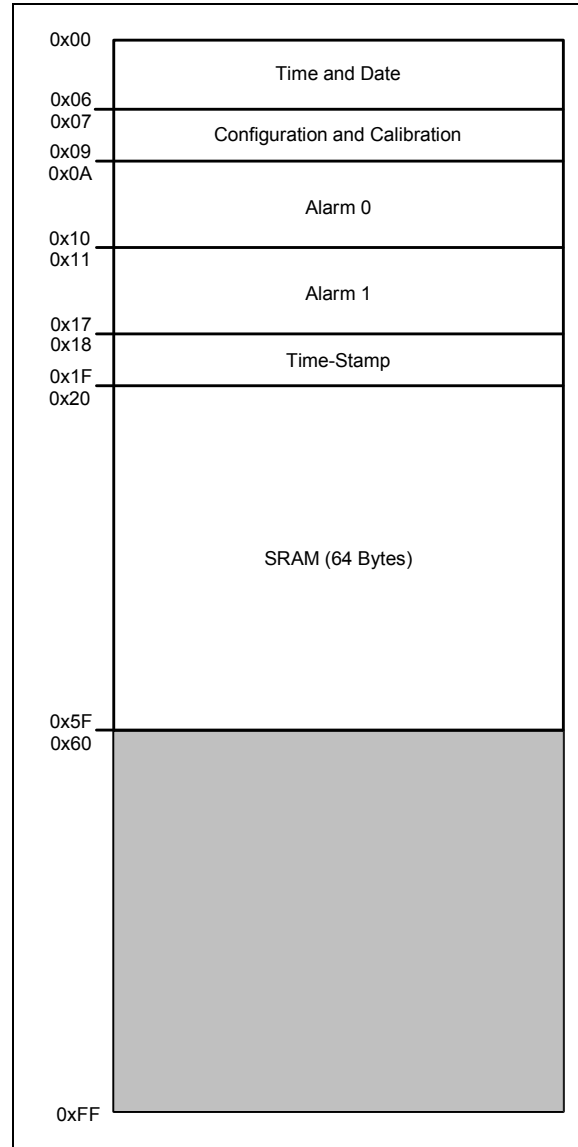 0x00
Time and Date
0x06
0x07
Configuration and Calibration
0x09
0x0A
Alarm 0
0x10
0x11
Alarm 1
0x17
0x18
Time-Stamp
0x1F
0x20
SRAM (64 Bytes)
0x5F
0x60
0xFF